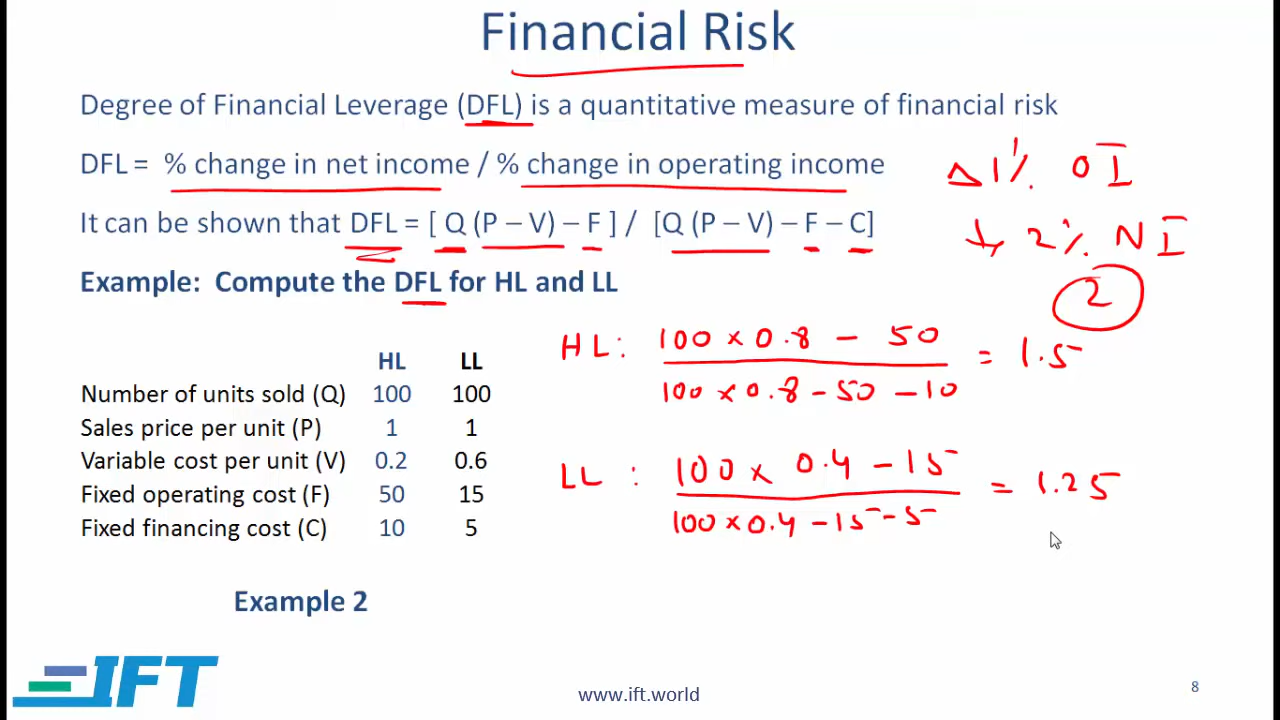 Financial Risk
Degree of Financial Leverage (DFL) is a quantitative measure of financial risk
DFL = % change in net income / % change in operating income
Δ 1% OI
It can be shown that DFL = [ Q (P – V) – F ] / [Q (P – V) – F – C]
↳ 2% NI
2
Example: Compute the DFL for HL and LL
HL: 100 × 0.8 – 50
100 × 0.8 – 50 – 10
= 1.5
HL LL
Number of units sold (Q) 100 100
Sales price per unit (P) 1 1
Variable cost per unit (V) 0.2 0.6
Fixed operating cost (F) 50 15
Fixed financing cost (C) 10 5
LL : 100 × 0.4 – 15
100 × 0.4 – 15 – 5
= 1.25
Example 2
IFT
www.ift.world
8